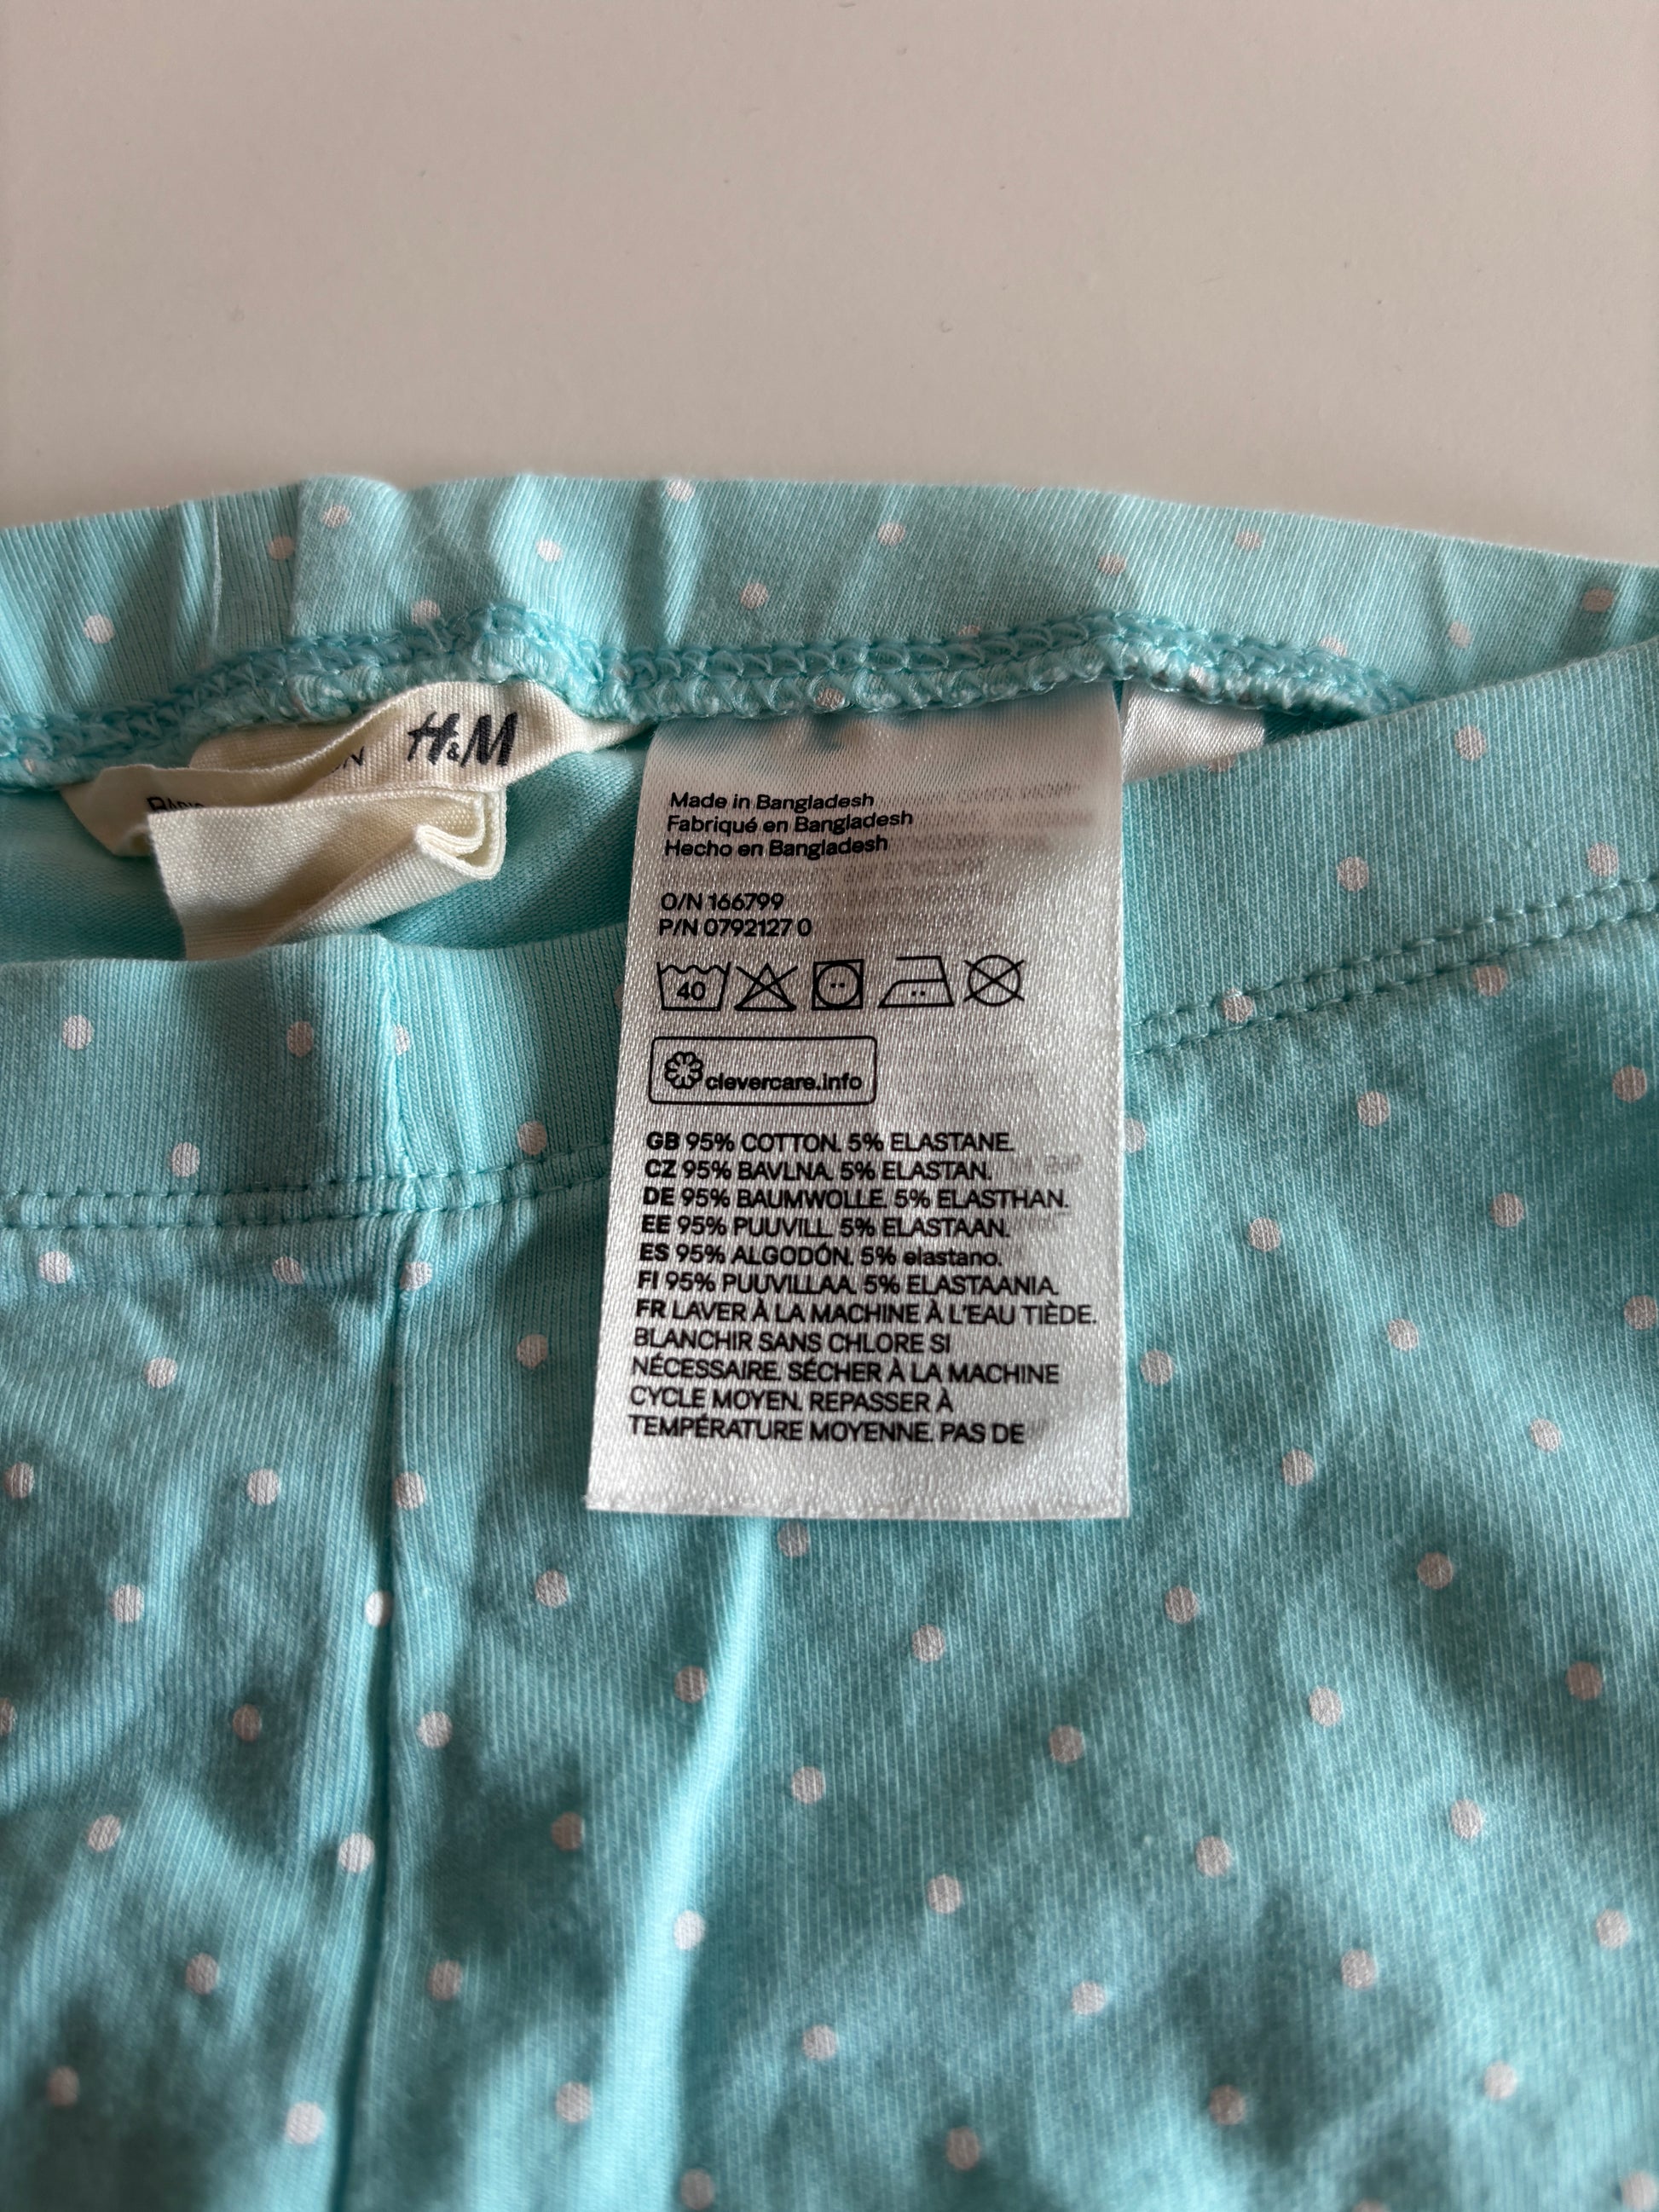 H&M
Made in Bangladesh
Fabriqué en Bangladesh
Hecho en Bangladesh
O/N 166799
P/N 0792127 0
40
clevercare.info
GB 95% COTTON. 5% ELASTANE.
CZ 95% BAVLNA. 5% ELASTAN.
DE 95% BAUMWOLLE. 5% ELASTHAN.
EE 95% PUUVILL. 5% ELASTAAN.
ES 95% ALGODÓN. 5% elastano.
FI 95% PUUVILLAA. 5% ELASTAANIA.
FR LAVER À LA MACHINE À L'EAU TIÈDE.
BLANCHIR SANS CHLORE SI
NÉCESSAIRE. SÉCHER À LA MACHINE
CYCLE MOYEN. REPASSER À
TEMPÉRATURE MOYENNE. PAS DE